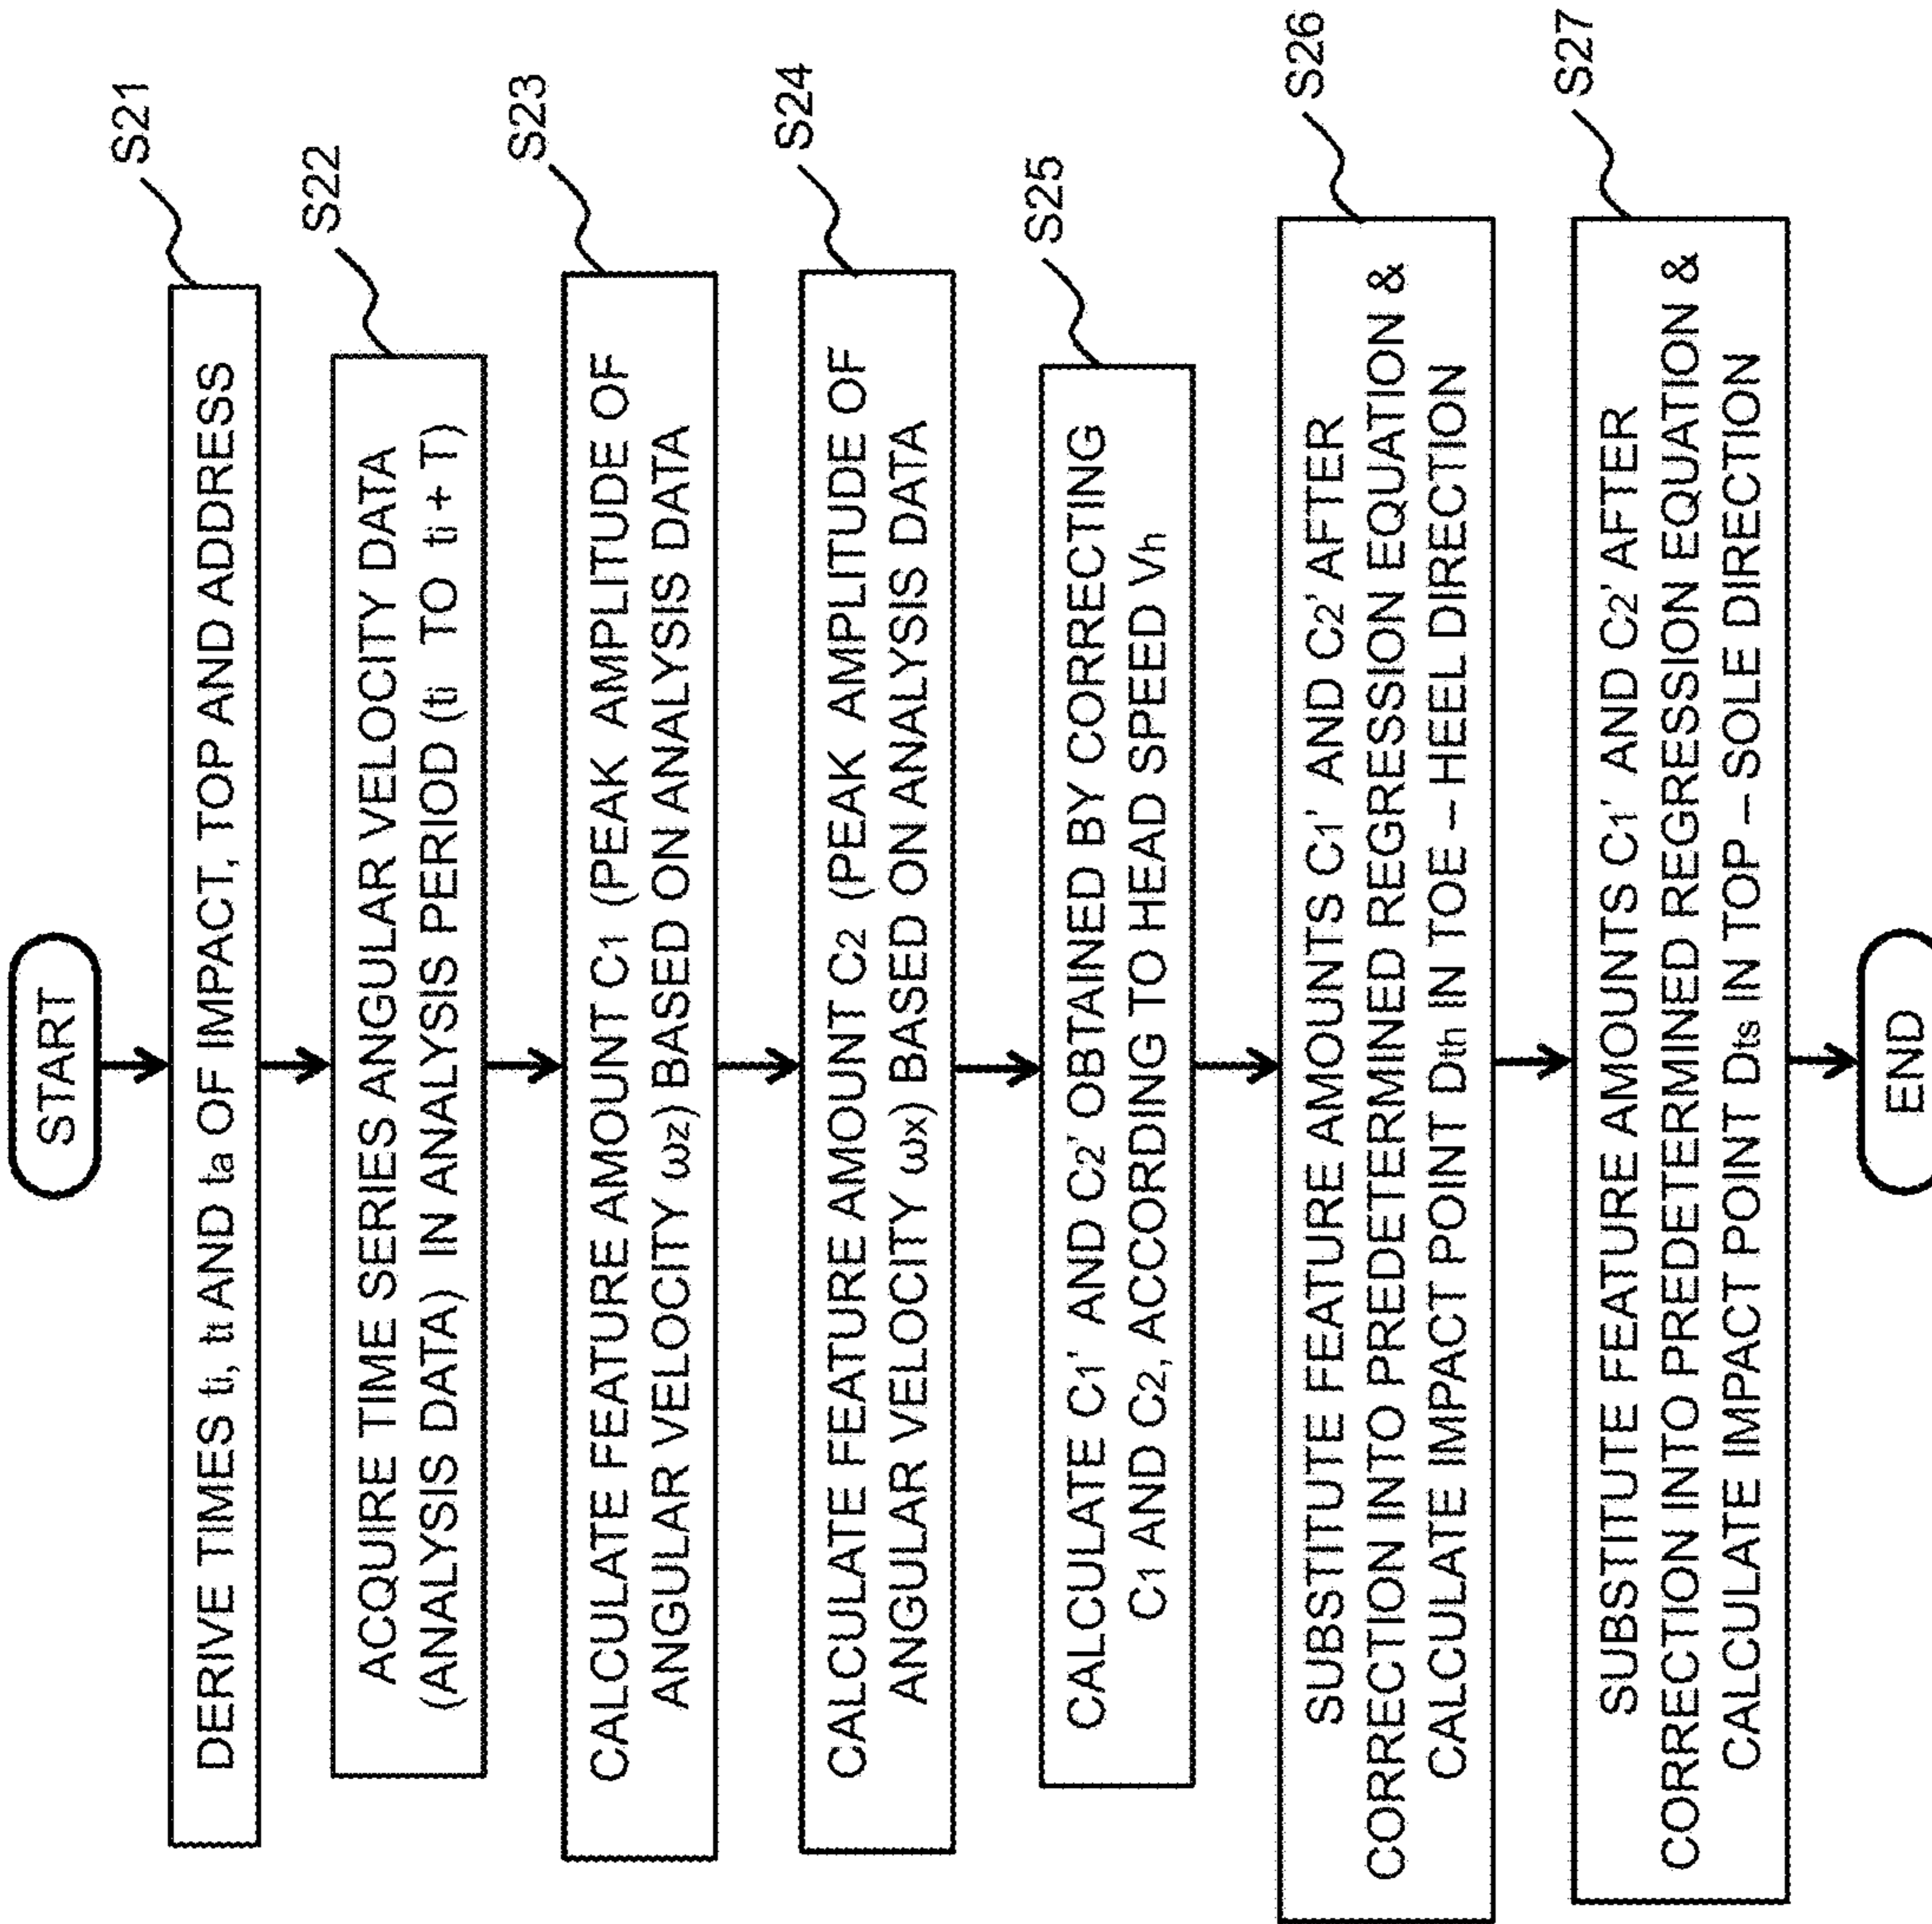 START
S21
DERIVE TIMES ti, tt AND ta OF IMPACT, TOP AND ADDRESS
S22
ACQUIRE TIME SERIES ANGULAR VELOCITY DATA
(ANALYSIS DATA) IN ANALYSIS PERIOD (ti TO ti + T)
S23
CALCULATE FEATURE AMOUNT C1 (PEAK AMPLITUDE OF
ANGULAR VELOCITY ωz) BASED ON ANALYSIS DATA
S24
CALCULATE FEATURE AMOUNT C2 (PEAK AMPLITUDE OF
ANGULAR VELOCITY ωx) BASED ON ANALYSIS DATA
S25
CALCULATE C1' AND C2' OBTAINED BY CORRECTING
C1 AND C2, ACCORDING TO HEAD SPEED Vh
S26
SUBSTITUTE FEATURE AMOUNTS C1' AND C2' AFTER
CORRECTION INTO PREDETERMINED REGRESSION EQUATION &
CALCULATE IMPACT POINT Dth IN TOE – HEEL DIRECTION
S27
SUBSTITUTE FEATURE AMOUNTS C1' AND C2' AFTER
CORRECTION INTO PREDETERMINED REGRESSION EQUATION &
CALCULATE IMPACT POINT Dts IN TOP – SOLE DIRECTION
END